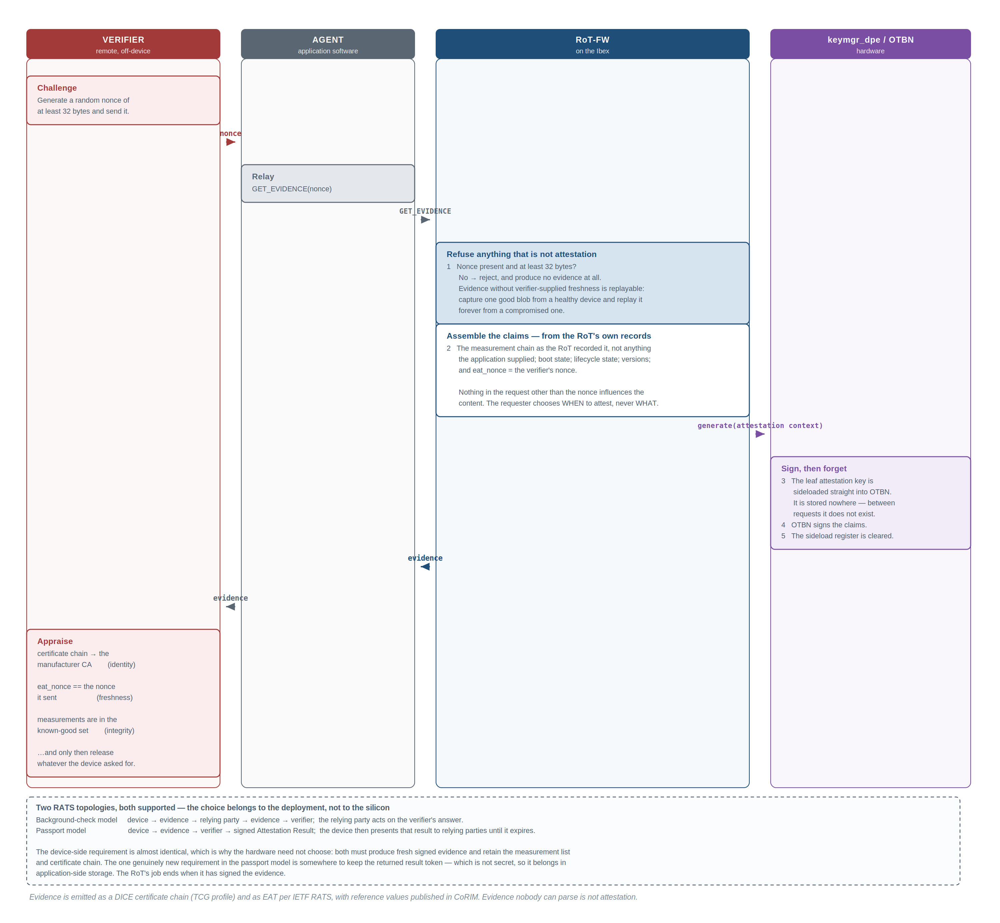 VERIFIER
remote, off-device
AGENT
application software
RoT-FW
on the Ibex
keymgr_dpe / OTBN
hardware
Challenge
Generate a random nonce of
at least 32 bytes and send it.
nonce
Relay
GET_EVIDENCE(nonce)
GET_EVIDENCE
Refuse anything that is not attestation
1 Nonce present and at least 32 bytes?
No → reject, and produce no evidence at all.
Evidence without verifier-supplied freshness is replayable:
capture one good blob from a healthy device and replay it
forever from a compromised one.
Assemble the claims — from the RoT's own records
2 The measurement chain as the RoT recorded it, not anything
the application supplied; boot state; lifecycle state; versions;
and eat_nonce = the verifier's nonce.
Nothing in the request other than the nonce influences the
content. The requester chooses WHEN to attest, never WHAT.
generate(attestation context)
Sign, then forget
3 The leaf attestation key is
sideloaded straight into OTBN.
It is stored nowhere — between
requests it does not exist.
4 OTBN signs the claims.
5 The sideload register is cleared.
evidence
evidence
Appraise
certificate chain → the
manufacturer CA (identity)
eat_nonce == the nonce
it sent (freshness)
measurements are in the
known-good set (integrity)
…and only then release
whatever the device asked for.
Two RATS topologies, both supported — the choice belongs to the deployment, not to the silicon
Background-check model device → evidence → relying party → evidence → verifier; the relying party acts on the verifier's answer.
Passport model device → evidence → verifier → signed Attestation Result; the device then presents that result to relying parties until it expires.
The device-side requirement is almost identical, which is why the hardware need not choose: both must produce fresh signed evidence and retain the measurement list
and certificate chain. The one genuinely new requirement in the passport model is somewhere to keep the returned result token — which is not secret, so it belongs in
application-side storage. The RoT's job ends when it has signed the evidence.
Evidence is emitted as a DICE certificate chain (TCG profile) and as EAT per IETF RATS, with reference values published in CoRIM. Evidence nobody can parse is not attestation.